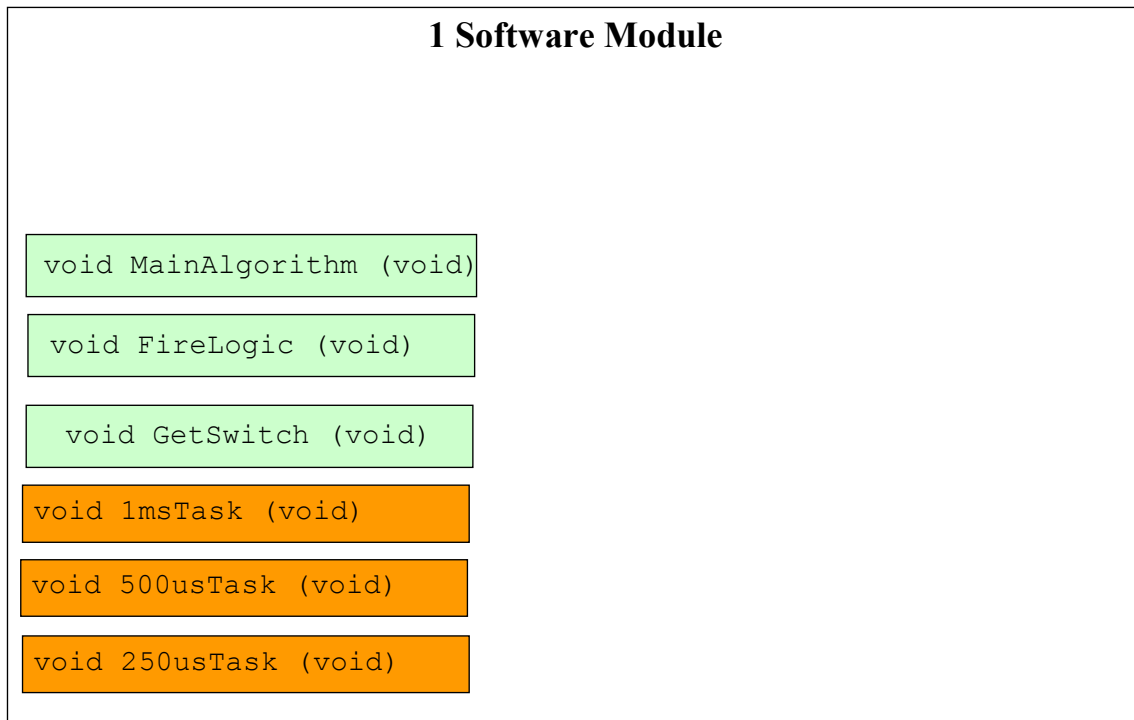 1 Software Module
void MainAlgorithm (void)
void FireLogic (void)
void GetSwitch (void)
void 1msTask (void)
void 500usTask (void)
void 250usTask (void)